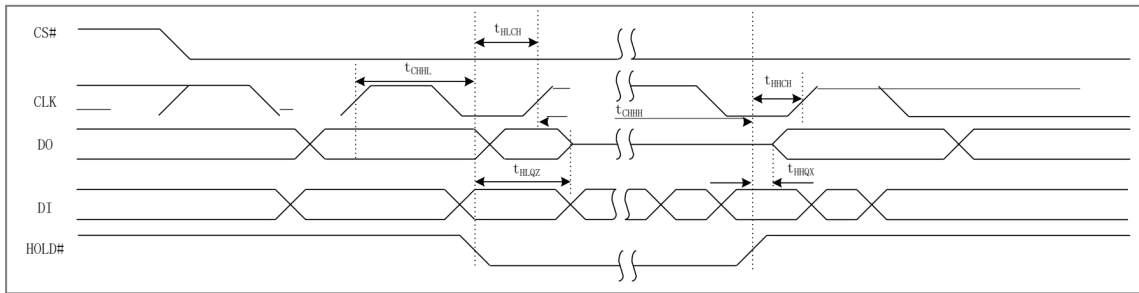 CS#
tHLCH
tCHHL
tHHCH
CLK
tCHHH
DO
tHLQZ
tHHQX
DI
HOLD#